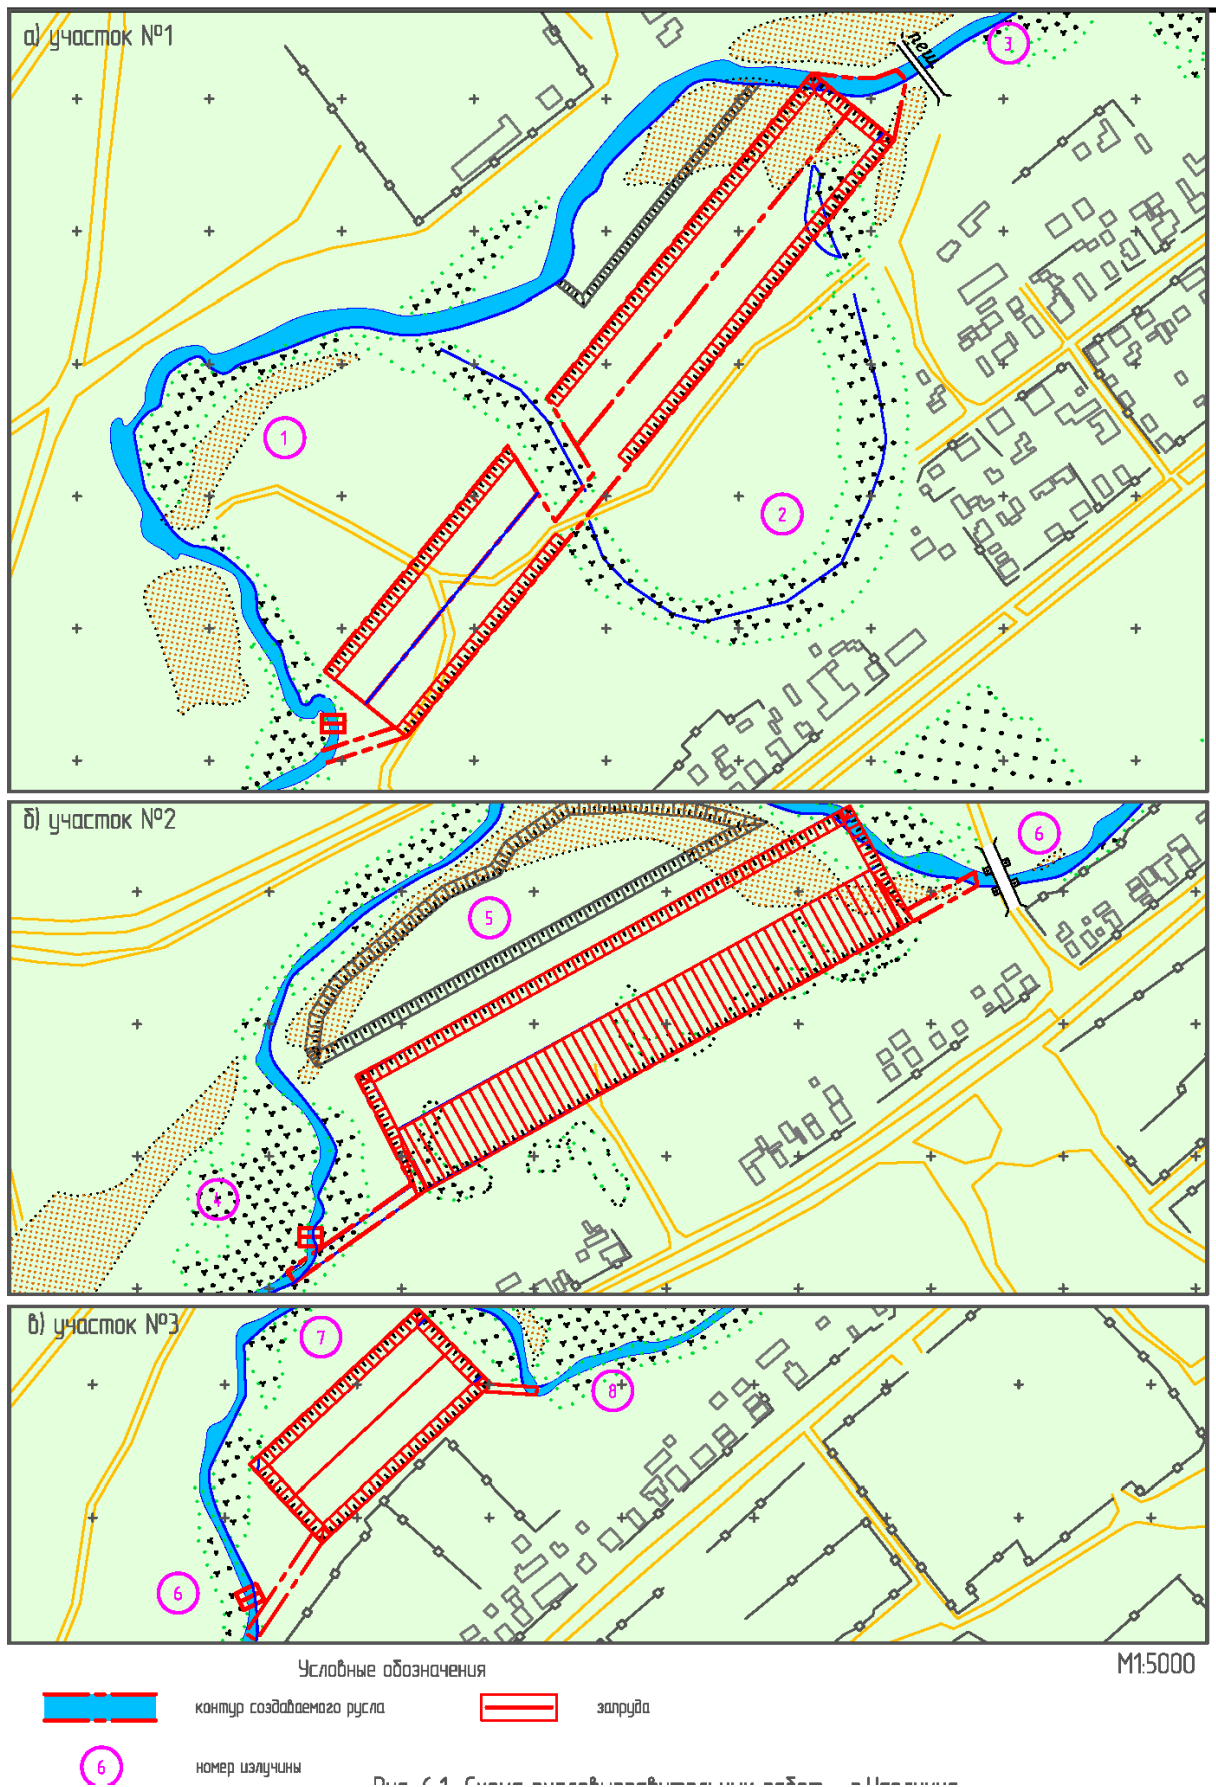 а) участок №1
пеш
3
1
2
б) участок №2
6
5
4
в) участок №3
7
8
6
Условные обозначения
М1:5000
контур создаваемого русла
запруда
6
номер излучины